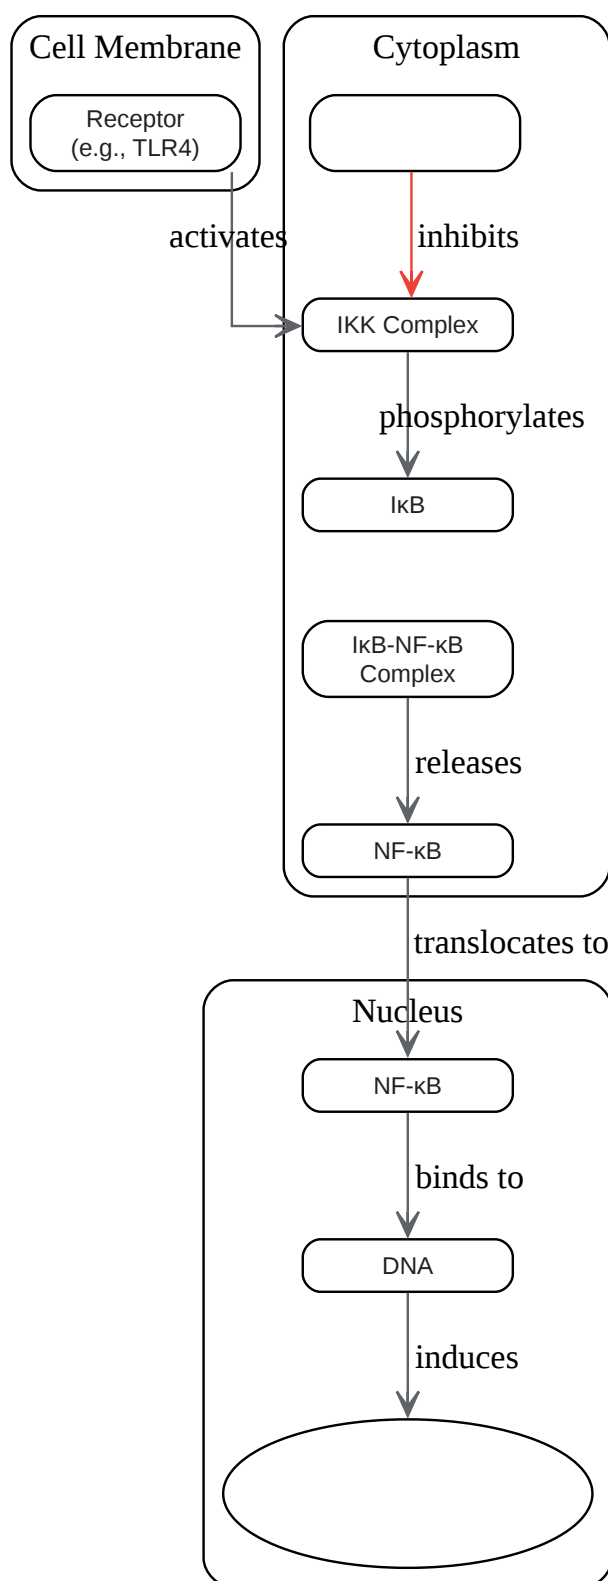 Cell Membrane
Cytoplasm
Receptor
(e.g., TLR4)
activates
inhibits
IKK Complex
phosphorylates
IκB
IκB-NF-κB
Complex
releases
NF-κB
translocates to
Nucleus
NF-κB
binds to
DNA
induces